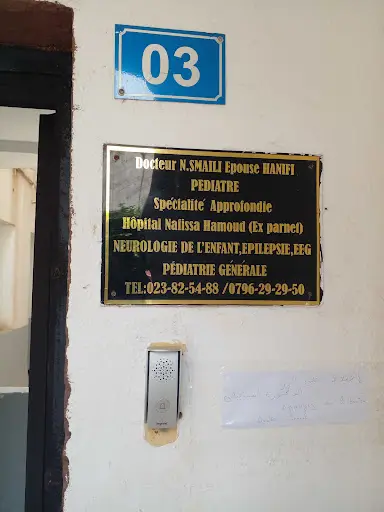 03
Docteur N.SMAILI Epouse HANIFI
PEDIATRE
Spécialité Approfondie
Hôpital Nafissa Hamoud (Ex parnet)
NEUROLOGIE DE L'ENFANT,EPILEPSIE,EEG
PÉDIATRIE GÉNÉRALE
TEL:023-82-54-88 /0796-29-29-50